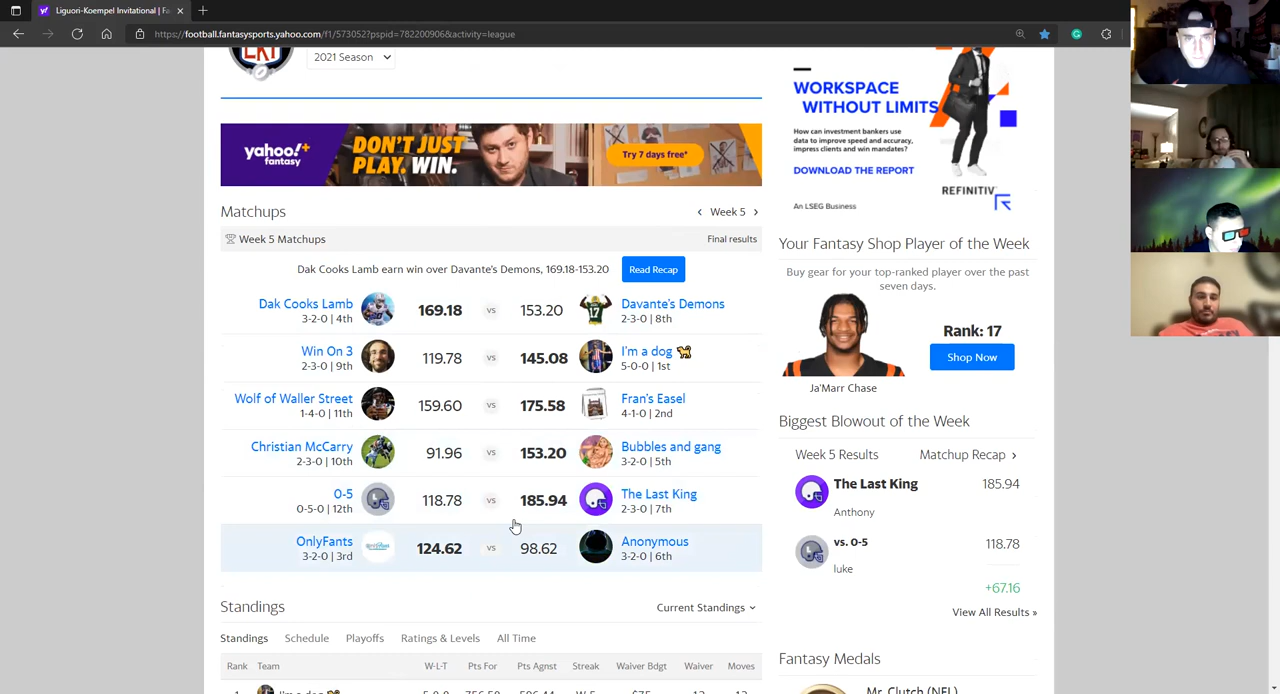 Liguori-Koempel Invitational | Fa
https://football.fantasysports.yahoo.com/f1/573052?pspid=782200906&activity=league
LKI
2021 Season
yahoo!+
fantasy
DON'T JUST
PLAY. WIN.
Try 7 days free*
Matchups
Week 5
Week 5 Matchups
Final results
Dak Cooks Lamb earn win over Davante's Demons, 169.18-153.20
Read Recap
Dak Cooks Lamb
3-2-0 | 4th
169.18
vs
153.20
Davante's Demons
2-3-0 | 8th
Win On 3
2-3-0 | 9th
119.78
vs
145.08
I'm a dog
5-0-0 | 1st
Wolf of Waller Street
1-4-0 | 11th
159.60
vs
175.58
Fran's Easel
4-1-0 | 2nd
Christian McCarry
2-3-0 | 10th
91.96
vs
153.20
Bubbles and gang
3-2-0 | 5th
0-5
0-5-0 | 12th
118.78
vs
185.94
The Last King
2-3-0 | 7th
OnlyFants
3-2-0 | 3rd
124.62
vs
98.62
Anonymous
3-2-0 | 6th
Standings
Current Standings
Standings
Schedule
Playoffs
Ratings & Levels
All Time
Rank
Team
W-L-T
Pts For
Pts Agnst
Streak
Waiver Bdgt
Waiver
Moves
WORKSPACE
WITHOUT LIMITS
How can investment bankers use
data to improve speed and accuracy,
impress clients and win mandates?
DOWNLOAD THE REPORT
REFINITIV
An LSEG Business
Your Fantasy Shop Player of the Week
Buy gear for your top-ranked player over the past
seven days.
Rank: 17
Shop Now
Ja'Marr Chase
Biggest Blowout of the Week
Week 5 Results
Matchup Recap
The Last King
185.94
Anthony
vs. 0-5
118.78
luke
+67.16
View All Results »
Fantasy Medals
Mr. Clutch (NFL)